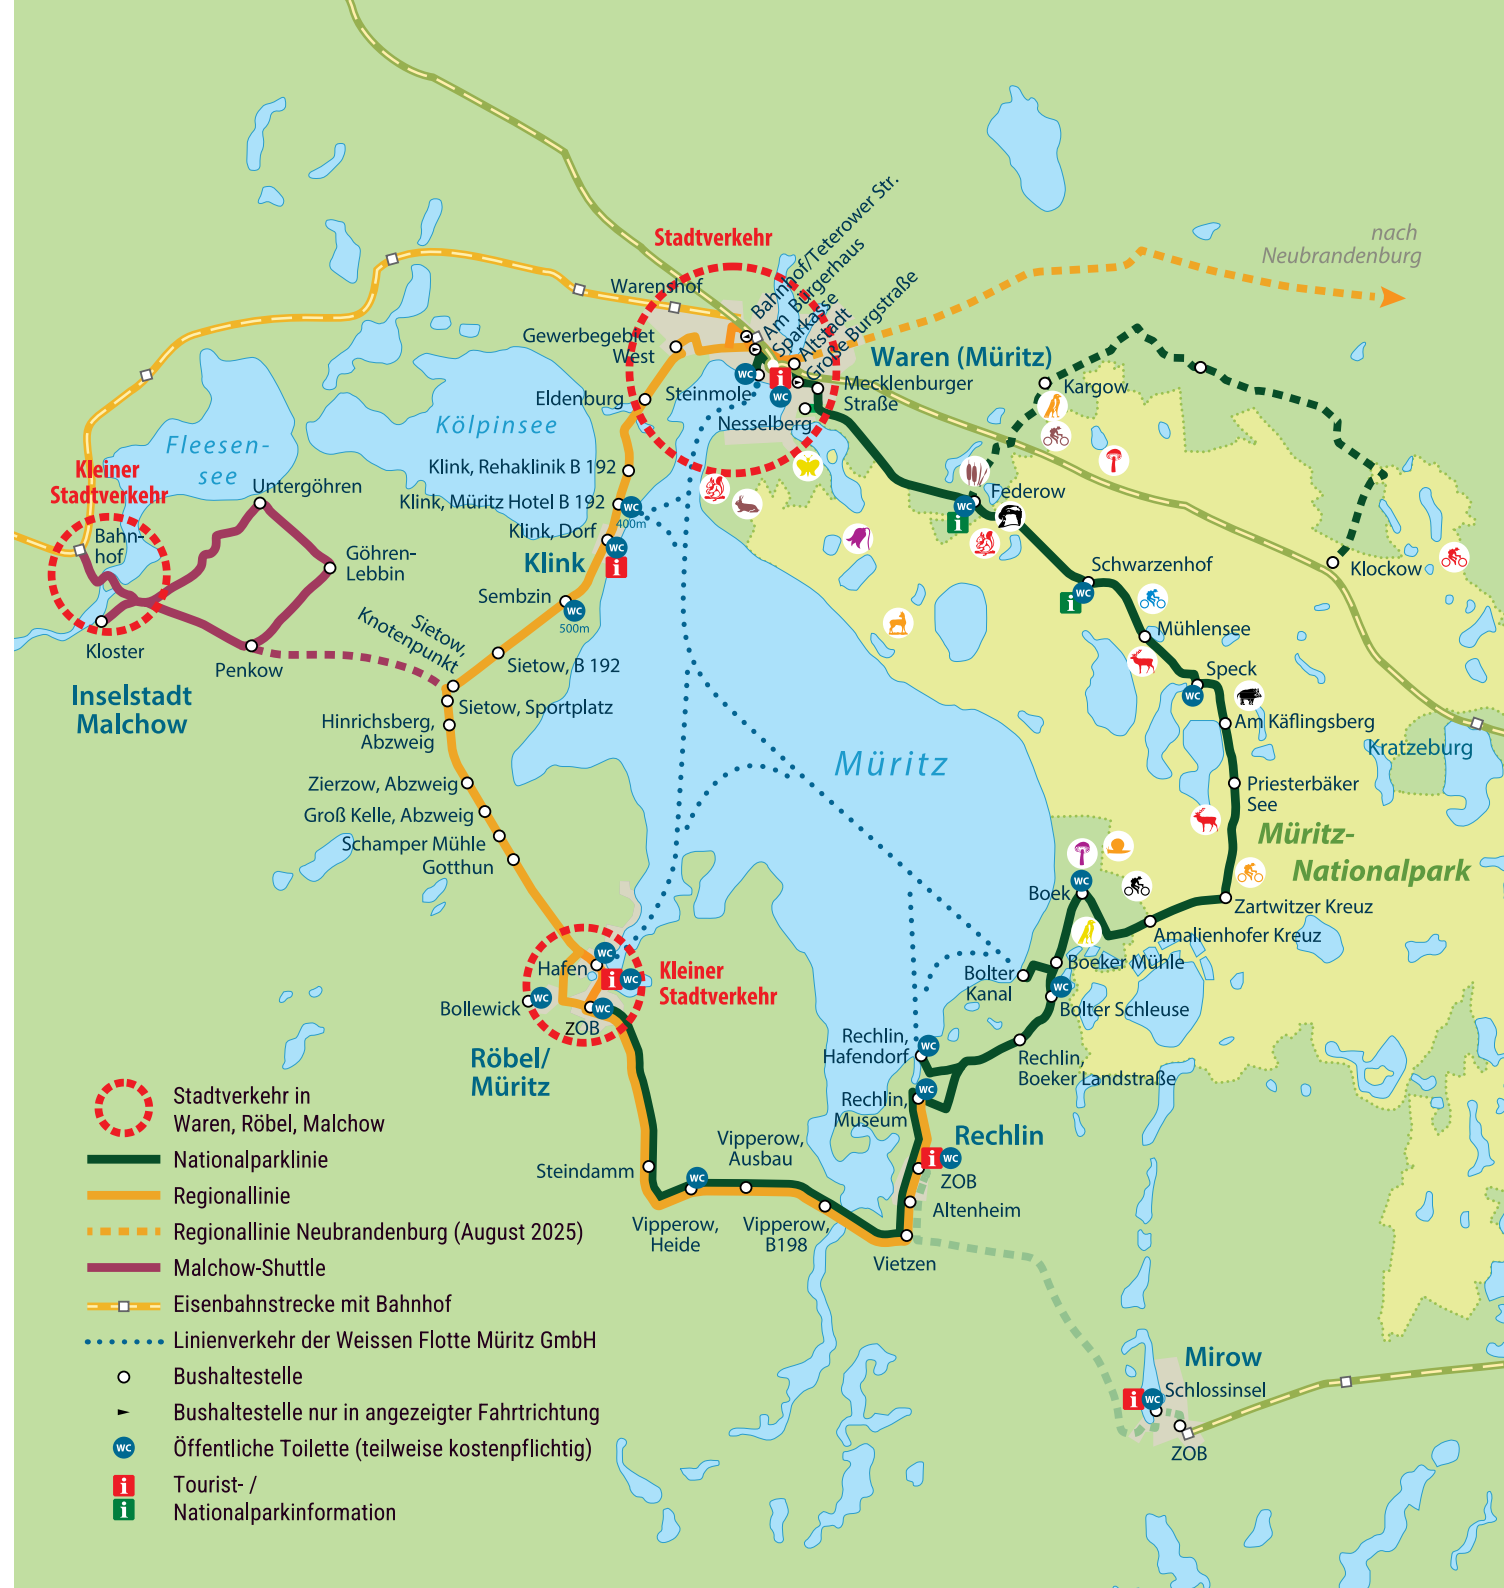 nach
Neubrandenburg
Stadtverkehr
Warenshof
Bahnhof/Teterower Str.
Am Bürgerhaus
Sparkasse
Altstadt
Große Burgstraße
Gewerbegebiet
West
Waren (Müritz)
Steinmole
Mecklenburger
Straße
Nesselberg
Kargow
Eldenburg
Kölpinsee
Fleesen-
see
Kleiner
Stadtverkehr
Klink, Rehaklinik B 192
Untergöhren
Klink, Müritz Hotel B 192
WC
400m
Klink, Dorf
Klink
Bahn-
hof
Göhren-
Lebbin
Federow
Schwarzenhof
Klockow
Sembzin
WC
500m
Mühlensee
Kloster
Penkow
Sietow,
Knotenpunkt
Sietow, B 192
Speck
Inselstadt
Malchow
Sietow, Sportplatz
Hinrichsberg,
Abzweig
Am Käflingsberg
Kratzeburg
Müritz
Zierzow, Abzweig
Priesterbäker
See
Groß Kelle, Abzweig
Schamper Mühle
Gotthun
Müritz-
Nationalpark
Boek
Zartwitzer Kreuz
Amalienhofer Kreuz
Hafen
Kleiner
Stadtverkehr
Boeker Mühle
Bolter
Kanal
Bollewick
ZOB
Bolter Schleuse
Röbel/
Müritz
Rechlin,
Hafendorf
Rechlin,
Boeker Landstraße
Rechlin,
Museum
Rechlin
ZOB
Vipperow,
Ausbau
Steindamm
Altenheim
Vipperow,
Heide
Vipperow,
B198
Vietzen
Mirow
Schlossinsel
ZOB
Stadtverkehr in
Waren, Röbel, Malchow
Nationalparklinie
Regionallinie
Regionallinie Neubrandenburg (August 2025)
Malchow-Shuttle
Eisenbahnstrecke mit Bahnhof
Linienverkehr der Weissen Flotte Müritz GmbH
Bushaltestelle
Bushaltestelle nur in angezeigter Fahrtrichtung
WC Öffentliche Toilette (teilweise kostenpflichtig)
i Tourist- /
i Nationalparkinformation